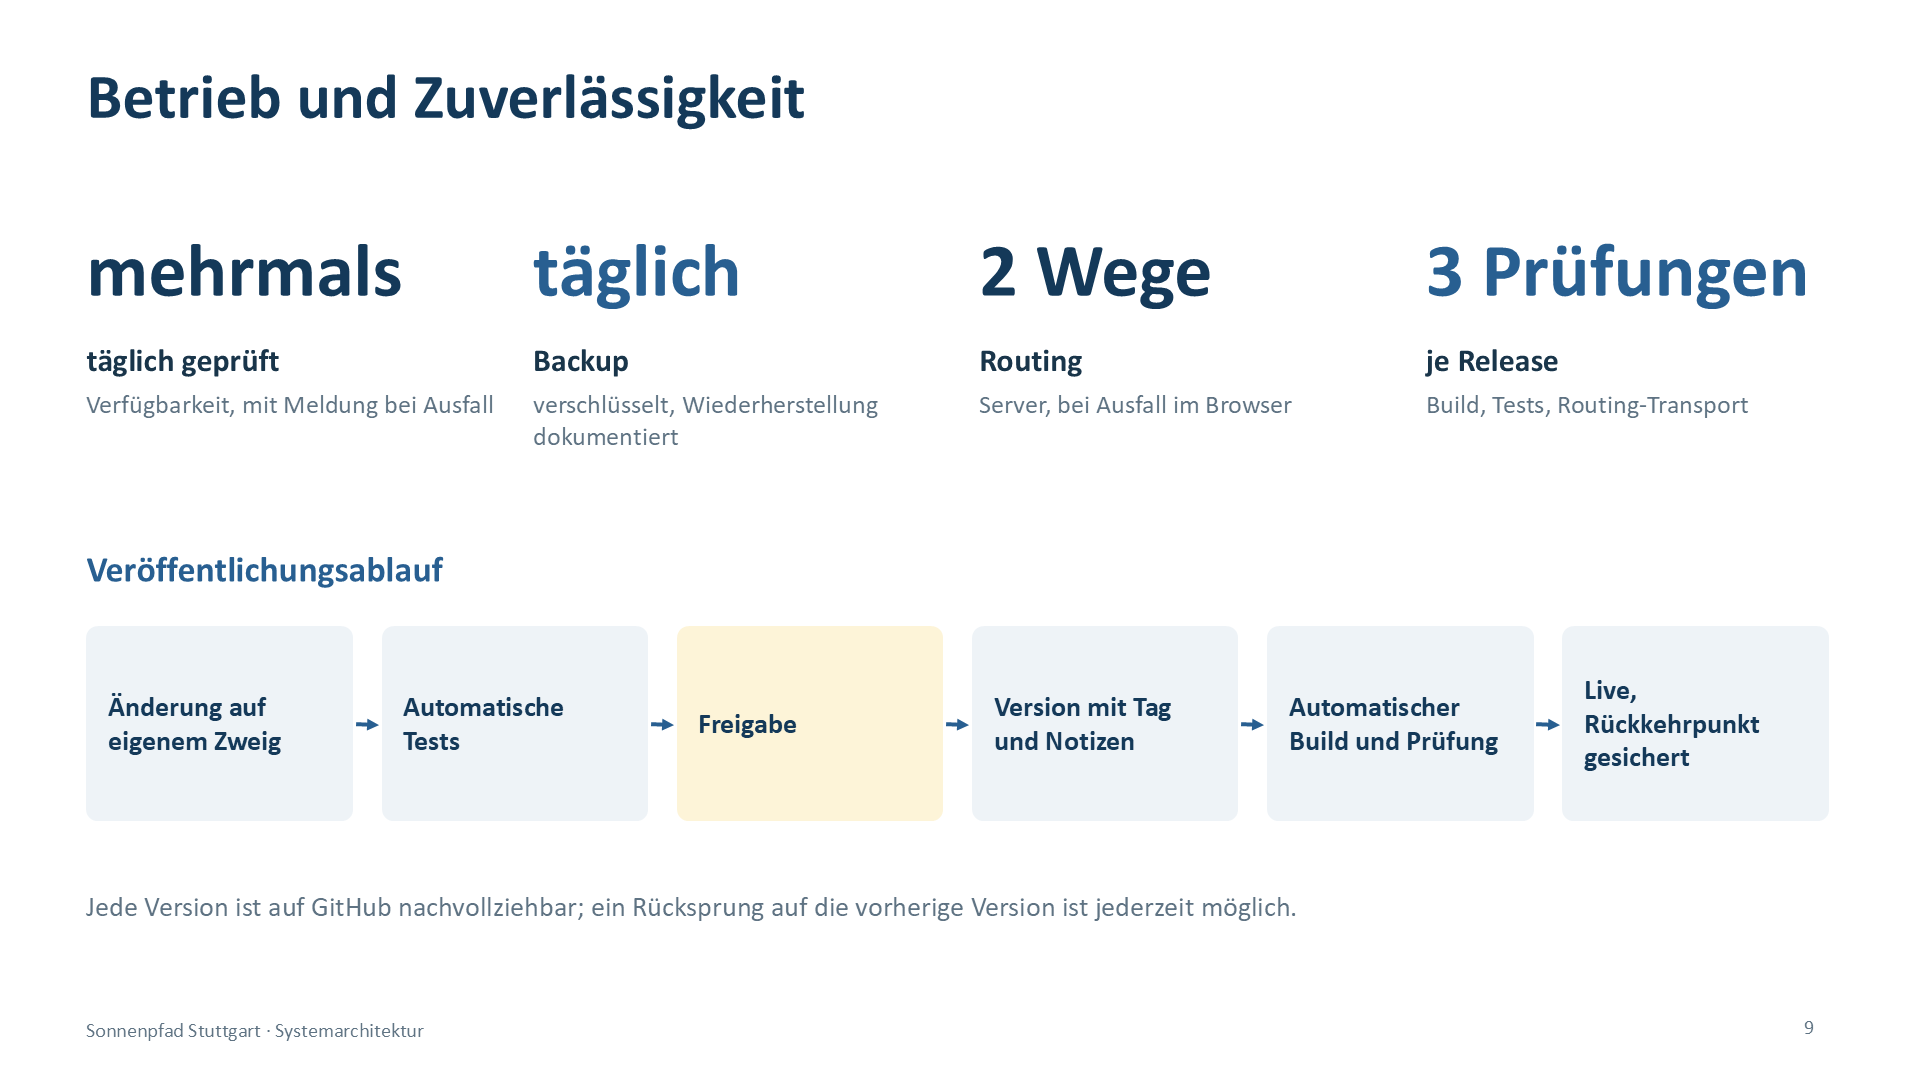 Betrieb und Zuverlässigkeit
mehrmals
täglich geprüft
Verfügbarkeit, mit Meldung bei Ausfall
täglich
Backup
verschlüsselt, Wiederherstellung
dokumentiert
2 Wege
Routing
Server, bei Ausfall im Browser
3 Prüfungen
je Release
Build, Tests, Routing-Transport
Veröffentlichungsablauf
Änderung auf
eigenem Zweig
Automatische
Tests
Freigabe
Version mit Tag
und Notizen
Automatischer
Build und Prüfung
Live,
Rückkehrpunkt
gesichert
Jede Version ist auf GitHub nachvollziehbar; ein Rücksprung auf die vorherige Version ist jederzeit möglich.
Sonnenpfad Stuttgart · Systemarchitektur
9